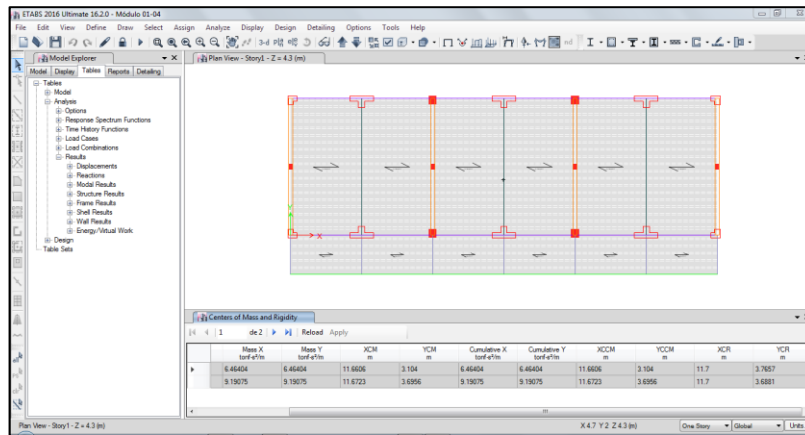 ETABS 2016 Ultimate 16.2.0 - Módulo 01-04
File Edit View Define Draw Select Assign Analyze Display Design Detailing Options Tools Help
3-d nd
Model Explorer
Plan View - Story1 - Z = 4.3 (m)
Model Display Tables Reports Detailing
Tables
Model
Analysis
Options
Response Spectrum Functions
Time History Functions
Load Cases
Load Combinations
Results
Displacements
Reactions
Modal Results
Structure Results
Frame Results
Shell Results
Wall Results
Energy/Virtual Work
Design
Table Sets
Y
X
Centers of Mass and Rigidity
1 de 2 Reload Apply
Mass X Mass Y XCM YCM Cumulative X Cumulative Y XCCM YCCM XCR YCR
tonf-s²/m tonf-s²/m m m tonf-s²/m tonf-s²/m m m m m
6.46404 6.46404 11.6606 3.104 6.46404 6.46404 11.6606 3.104 11.7 3.7657
9.19075 9.19075 11.6723 3.6956 9.19075 9.19075 11.6723 3.6956 11.7 3.6881
Plan View - Story1 - Z = 4.3 (m) X 4.7 Y 2 Z 4.3 (m) One Story Global Units